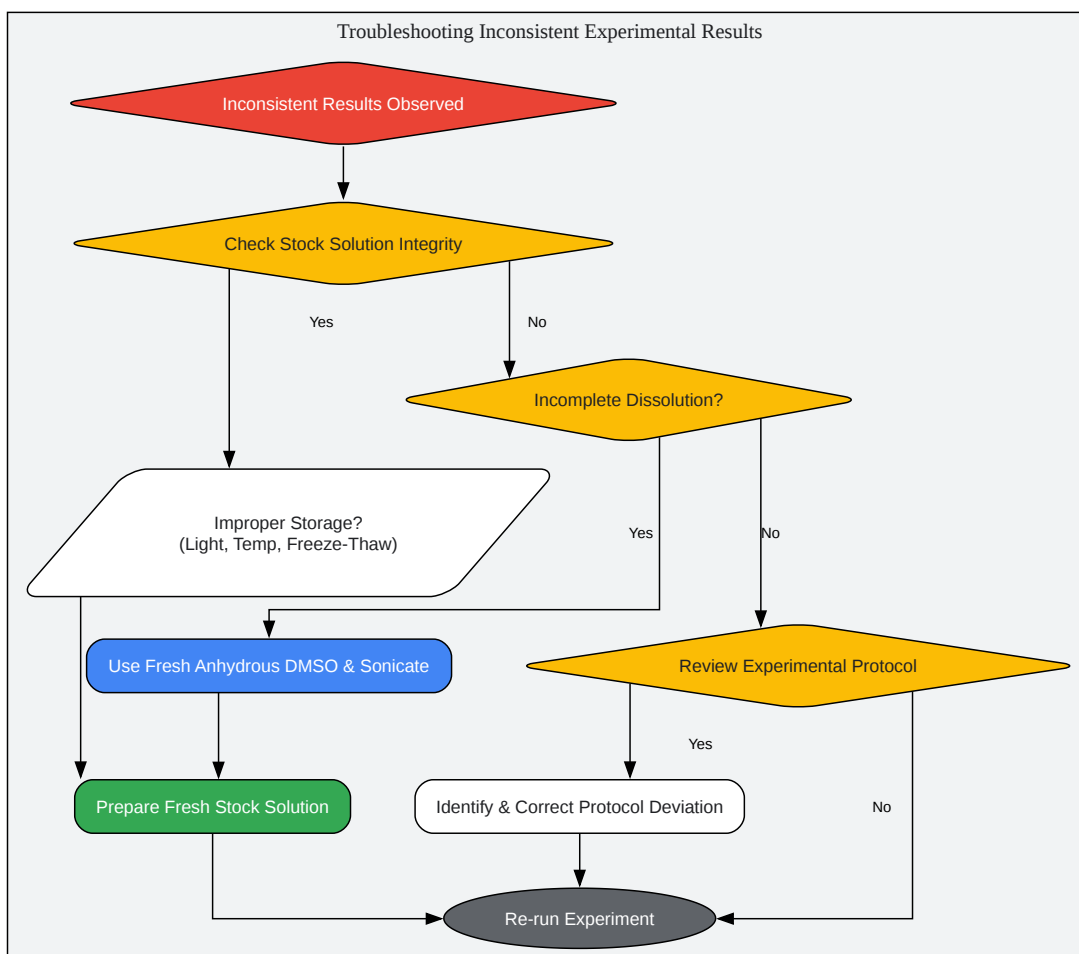 Troubleshooting Inconsistent Experimental Results
Inconsistent Results Observed
Check Stock Solution Integrity
Yes
No
Incomplete Dissolution?
Improper Storage?
(Light, Temp, Freeze-Thaw)
Yes
No
Use Fresh Anhydrous DMSO & Sonicate
Review Experimental Protocol
Yes
Prepare Fresh Stock Solution
Identify & Correct Protocol Deviation
No
Re-run Experiment